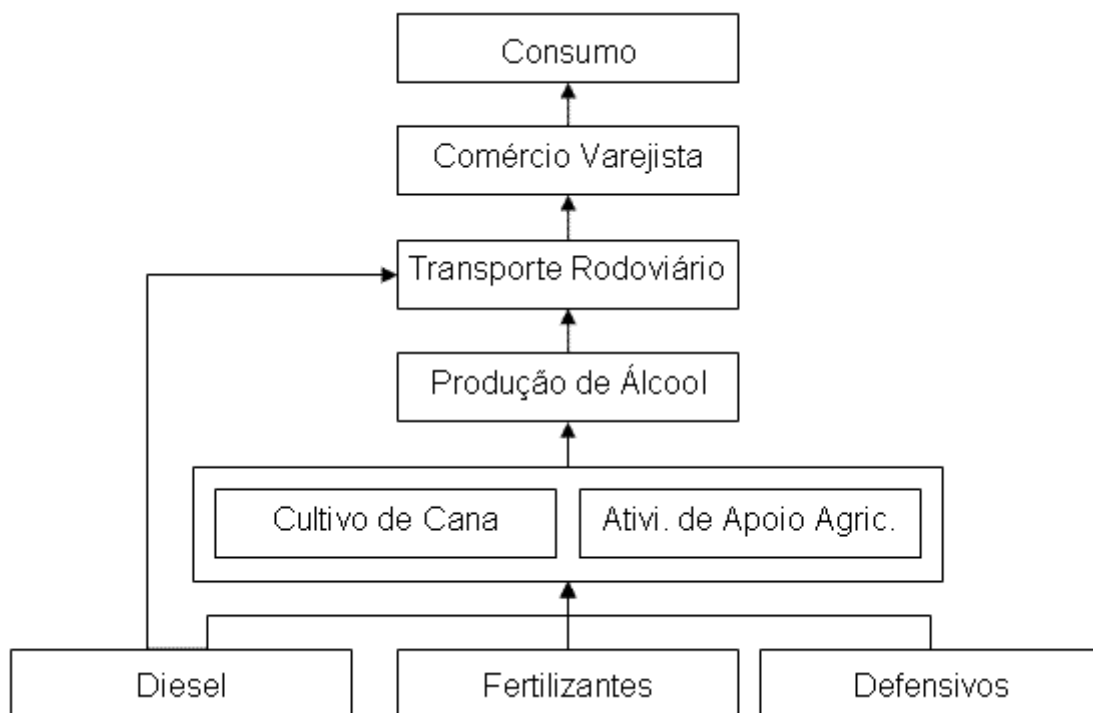 Consumo
Comércio Varejista
Transporte Rodoviário
Produção de Álcool
Cultivo de Cana
Ativi. de Apoio Agric.
Diesel
Fertilizantes
Defensivos